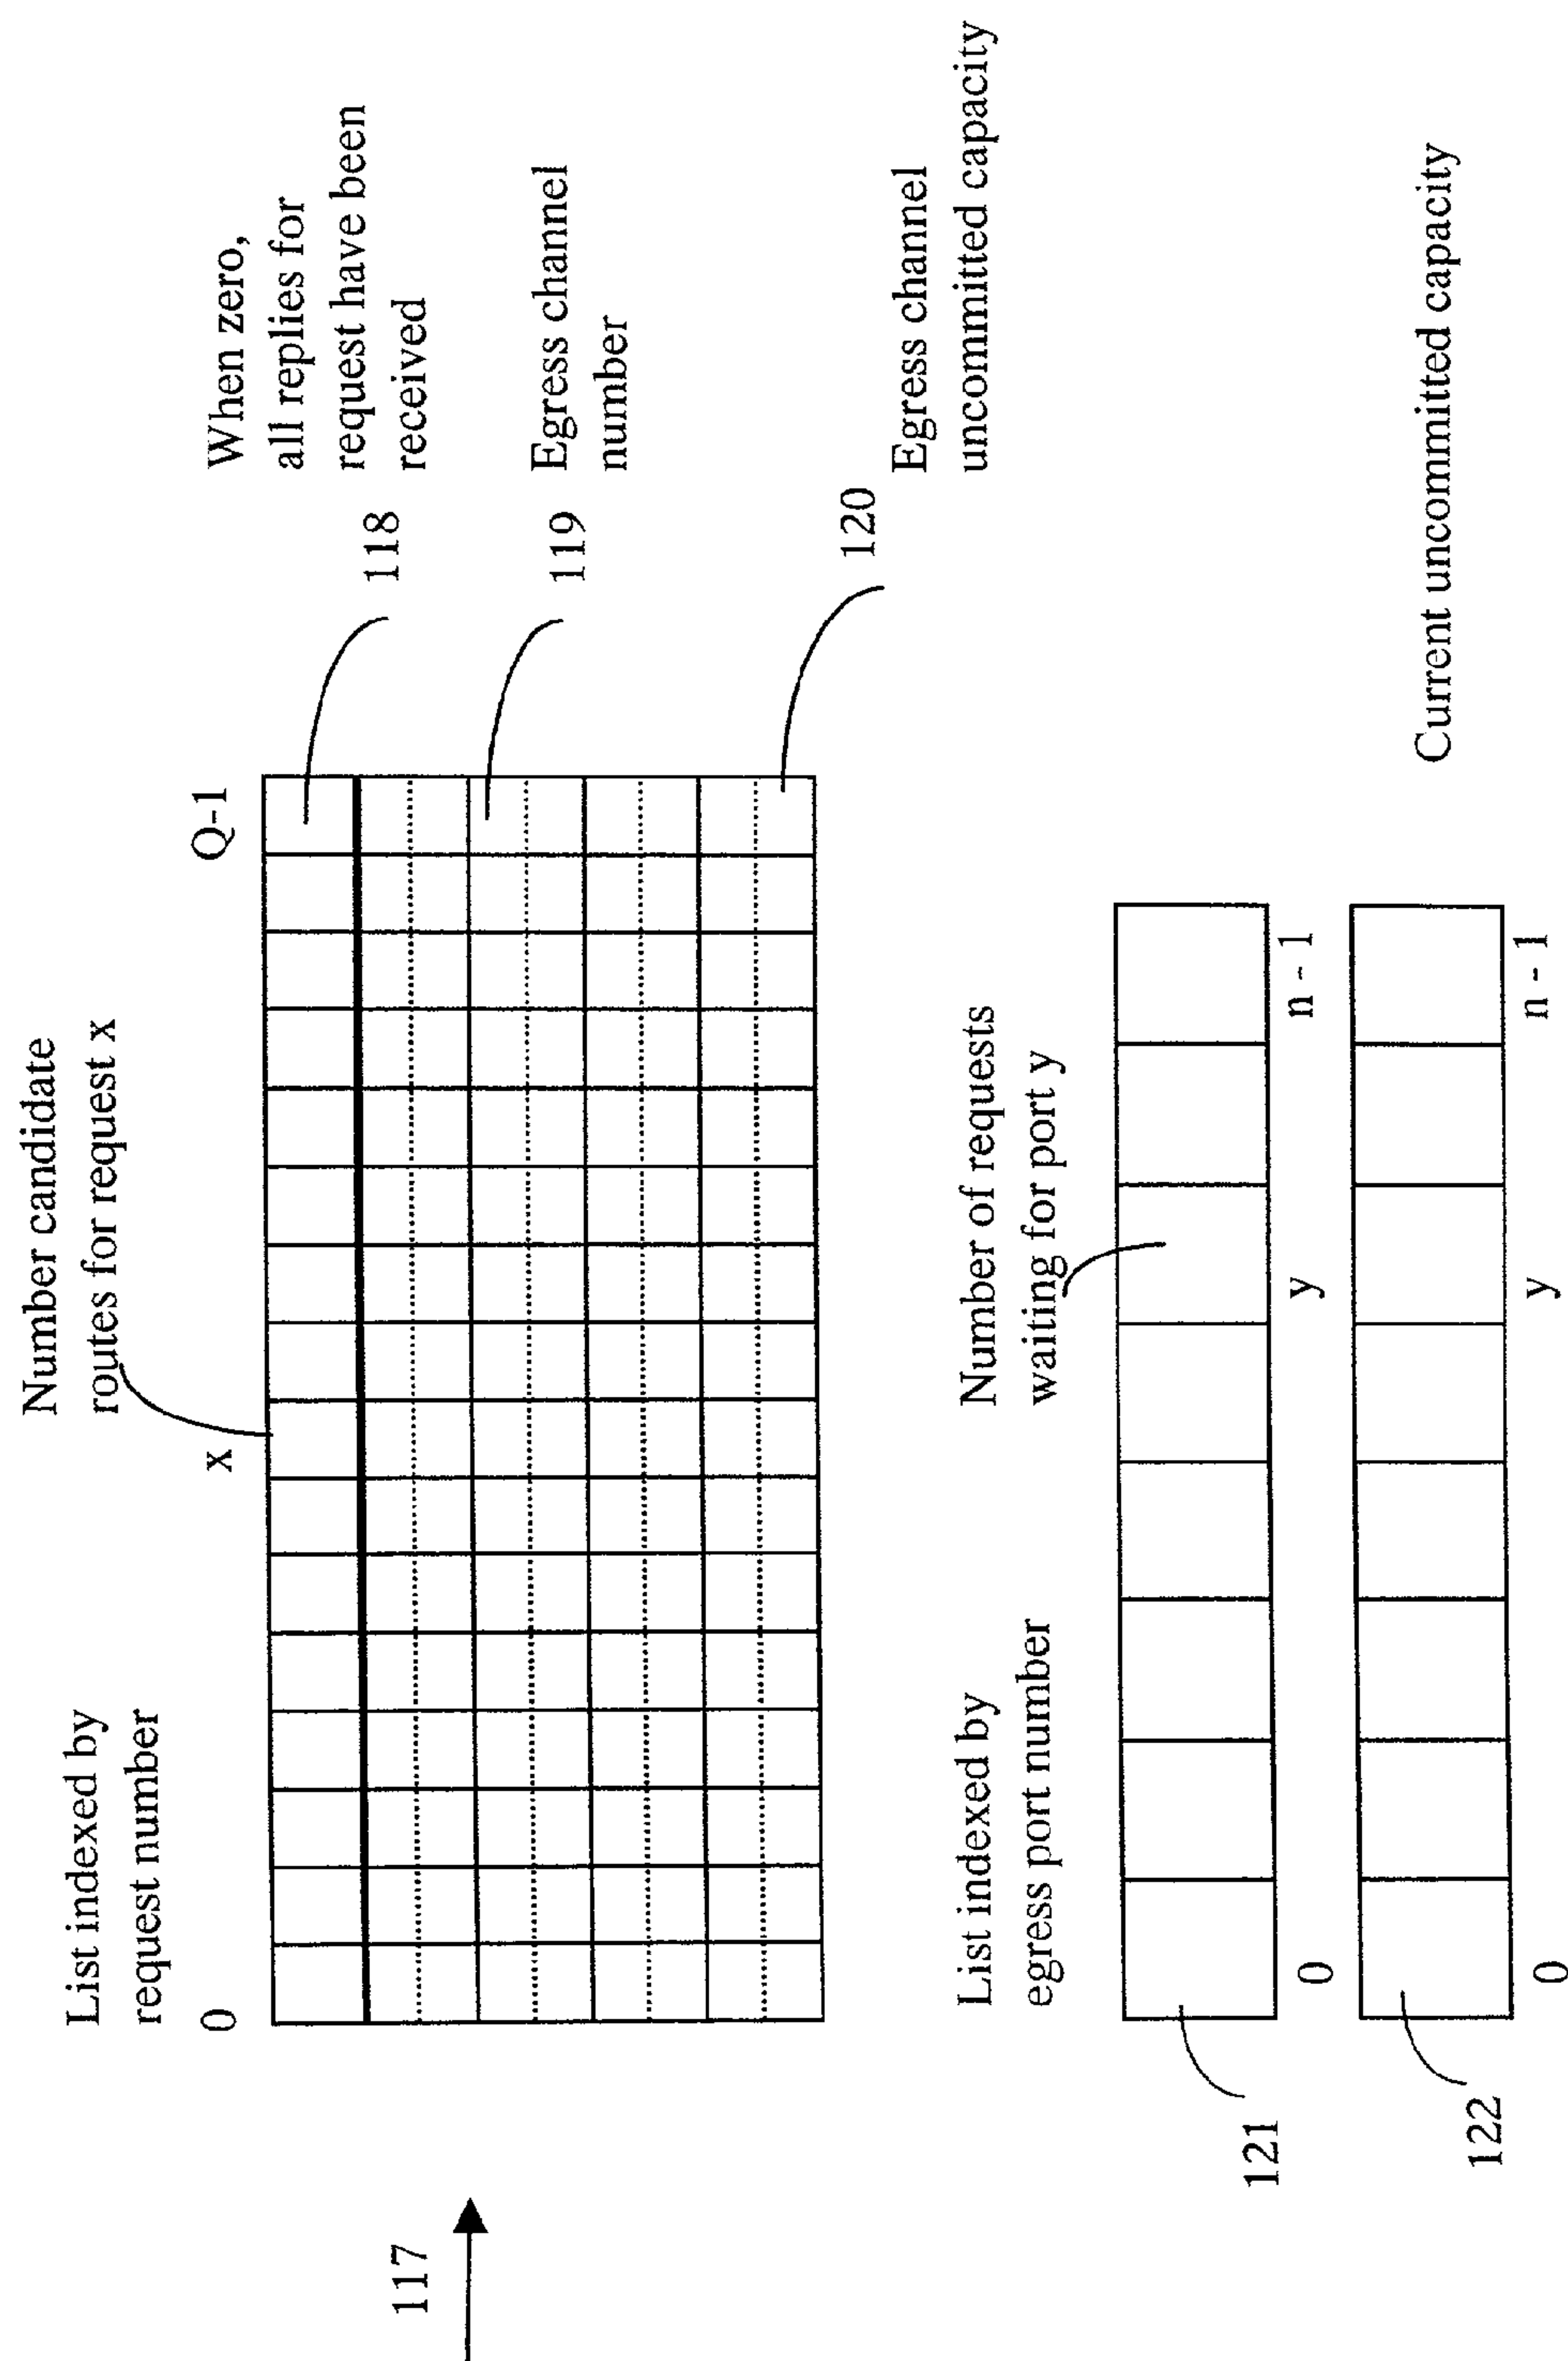 Number candidate
routes for request x
List indexed by
request number
0
x
Q-1
When zero,
all replies for
request have been
received
118
119
Egress channel
number
120
Egress channel
uncommitted capacity
117
List indexed by
egress port number
Number of requests
waiting for port y
121
0
y
n - 1
122
0
y
n - 1
Current uncommitted capacity